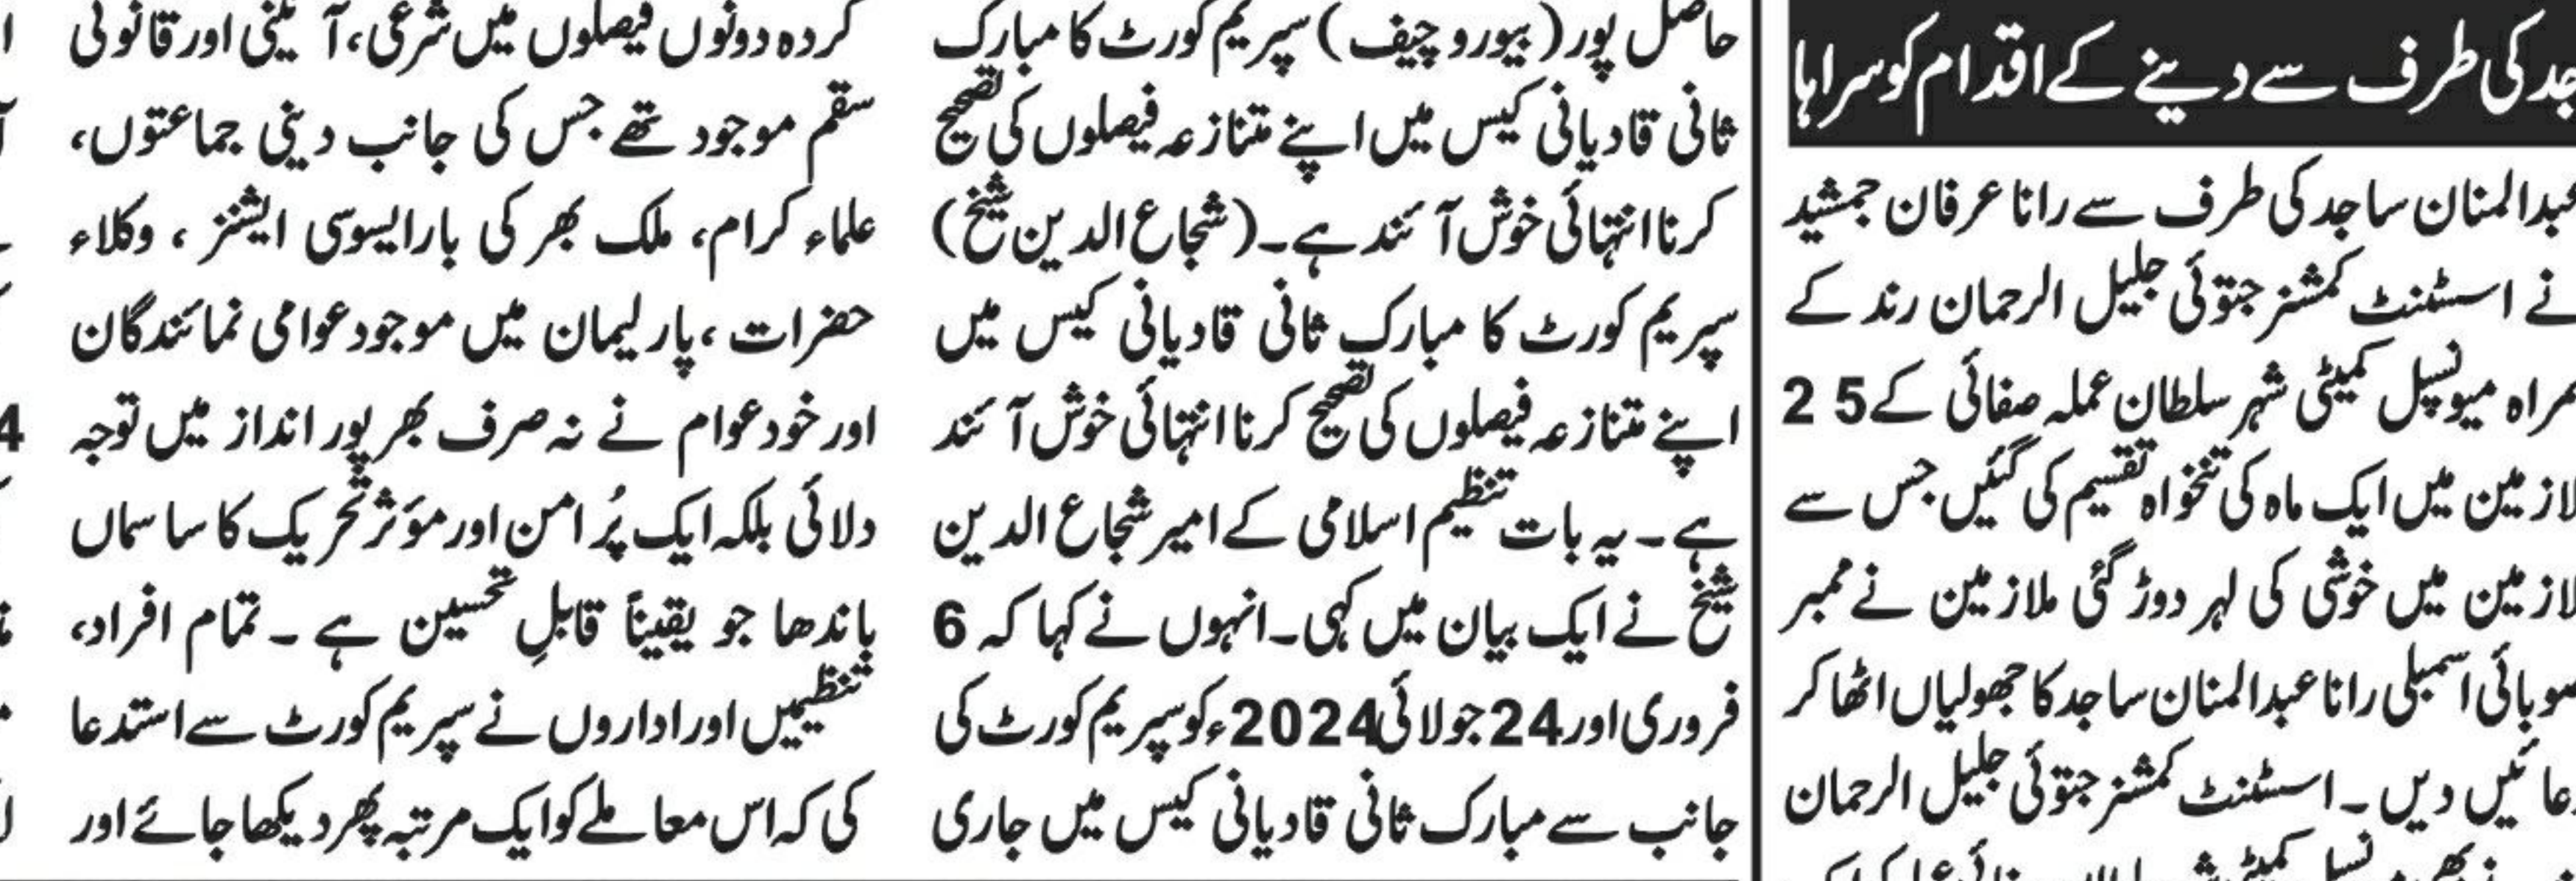 جد کی طرف سے دینے کے اقدام کو سراہا
عبدالمنان ساجد کی طرف سے رانا عرفان جمشید
نے اسسٹنٹ کمشنر جتوئی جلیل الرحمان رند کے
ہمراہ میونسپل کمیٹی شہر سلطان عملہ صفائی کے 25
ملازمین میں ایک ماہ کی تنخواہ تقسیم کی گئیں جس سے
ملازمین میں خوشی کی لہر دوڑ گئی ملازمین نے ممبر
صوبائی اسمبلی رانا عبدالمنان ساجد کا جھولیاں اٹھا کر
دعائیں دیں ۔ اسسٹنٹ کمشنر جتوئی جلیل الرحمان
حاصل پور (بیورو چیف) سپریم کورٹ کا مبارک
ثانی قادیانی کیس میں اپنے متنازعہ فیصلوں کی تصحیح
کرنا انتہائی خوش آئند ہے۔ (شجاع الدین شیخ)
سپریم کورٹ کا مبارک ثانی قادیانی کیس میں
اپنے متنازعہ فیصلوں کی تصحیح کرنا انتہائی خوش آئند
ہے ۔ یہ بات تنظیم اسلامی کے امیر شجاع الدین
شیخ نے ایک بیان میں کہی۔ انہوں نے کہا کہ 6
فروری اور 24 جولائی 2024ء کو سپریم کورٹ کی
جانب سے مبارک ثانی قادیانی کیس میں جاری
کردہ دونوں فیصلوں میں شرعی، آئینی اور قانونی
سقم موجود تھے جس کی جانب دینی جماعتوں،
علماء کرام، ملک بھر کی بار ایسوسی ایشنز ، وکلاء
حضرات ، پارلیمان میں موجود عوامی نمائندگان
اور خود عوام نے نہ صرف بھرپور انداز میں توجہ
دلائی بلکہ ایک پُر امن اور مؤثر تحریک کا سا سماں
باندھا جو یقیناً قابلِ تحسین ہے ۔ تمام افراد،
تنظیمیں اور اداروں نے سپریم کورٹ سے استدعا
کی کہ اس معاملے کو ایک مرتبہ پھر دیکھا جائے اور